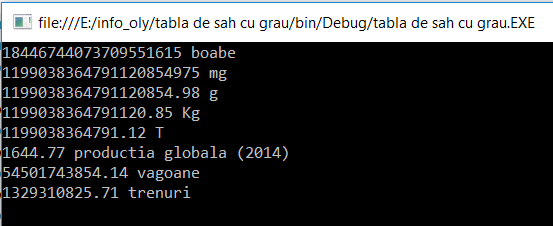 file:///E:/info_oly/tabla de sah cu grau/bin/Debug/tabla de sah cu grau.EXE
18446744073709551615 boabe
1199038364791120854975 mg
1199038364791120854.98 g
1199038364791120.85 Kg
1199038364791.12 T
1644.77 productia globala (2014)
54501743854.14 vagoane
1329310825.71 trenuri